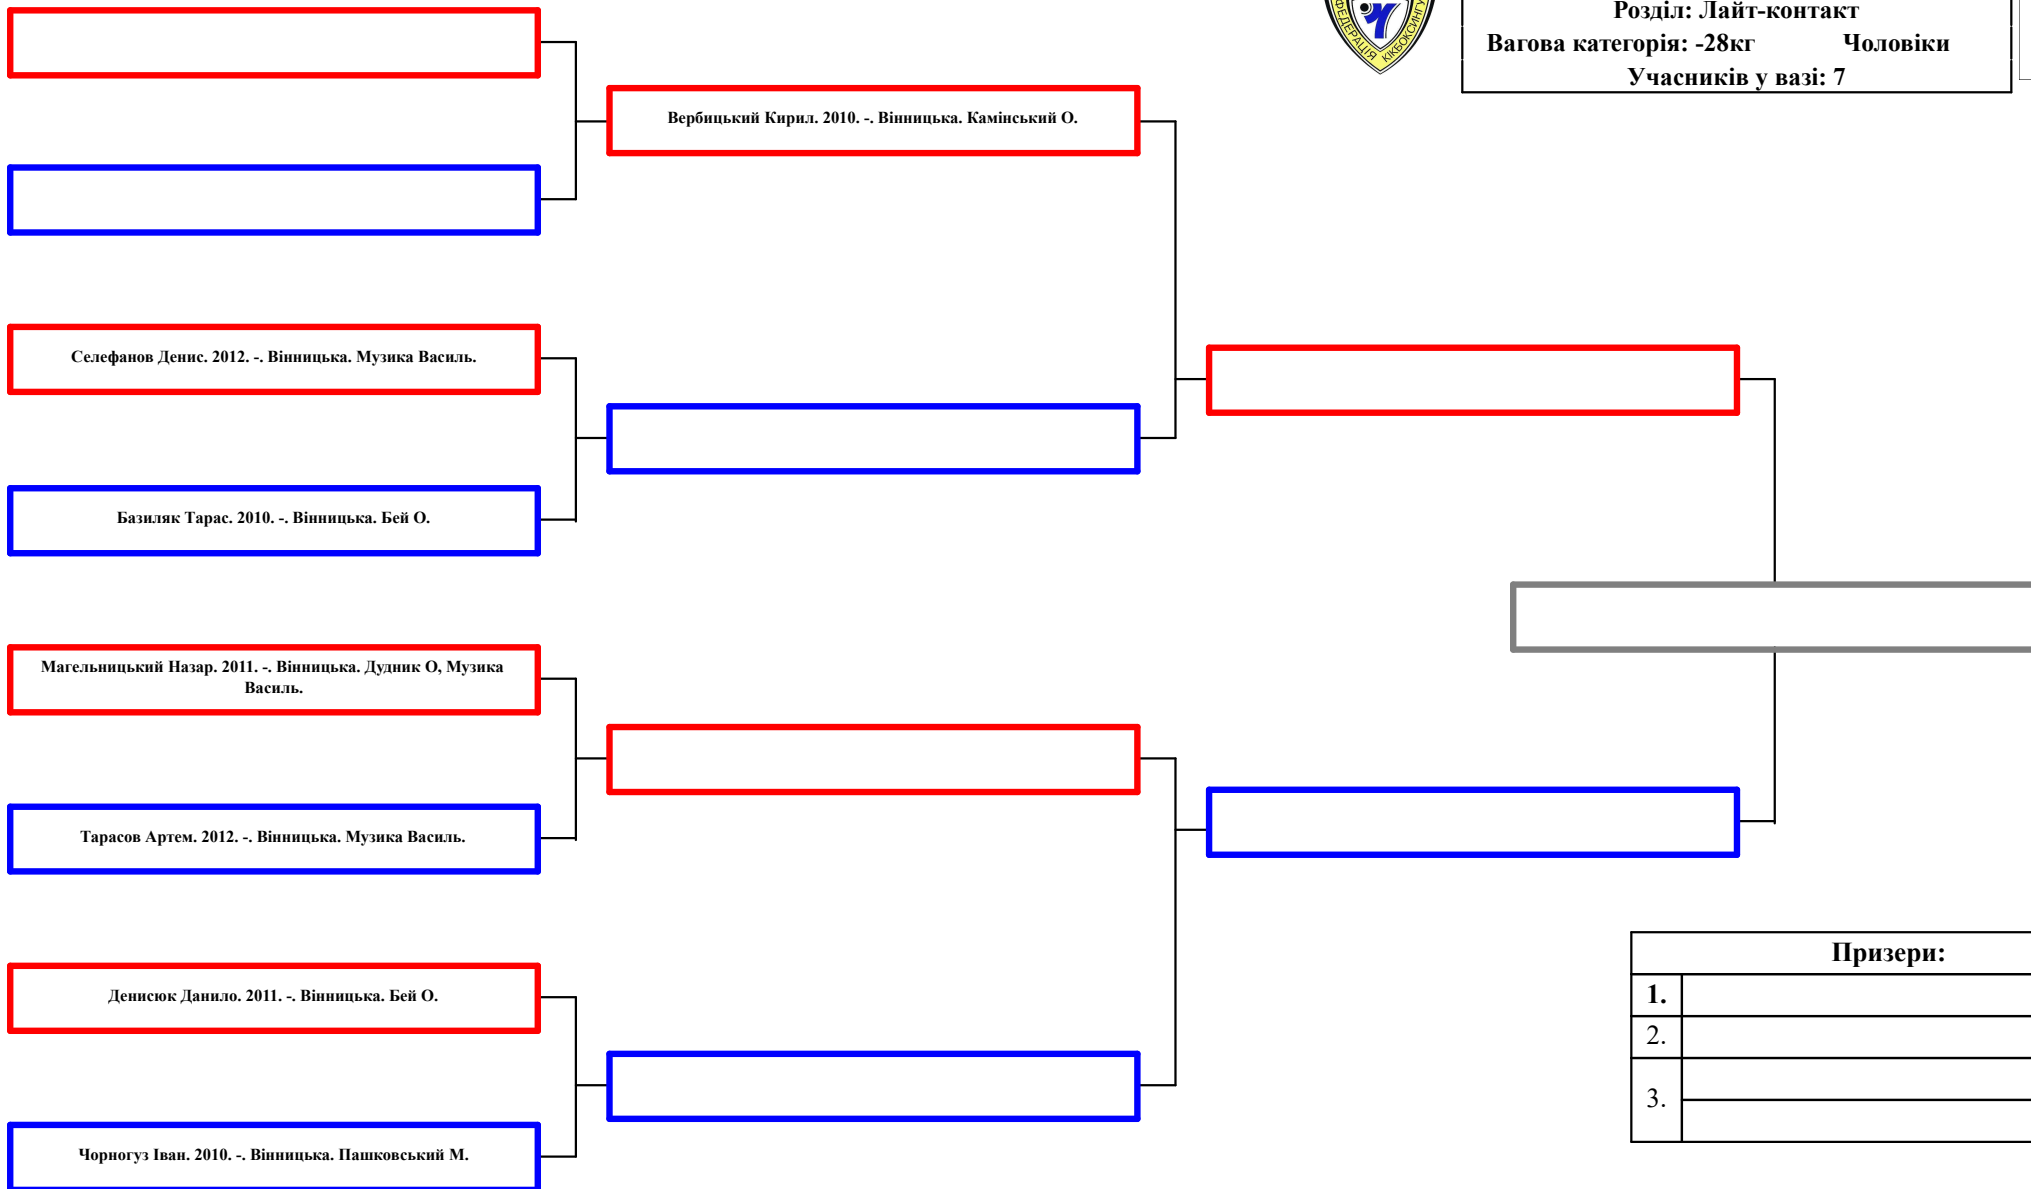 ФЕДЕРАЦІЯ КІКБОКСИНГУ
Розділ: Лайт-контакт
Вагова категорія: -28кг Чоловіки
Учасників у вазі: 7
Вербицький Кирил. 2010. -. Вінницька. Камінський О.
Селефанов Денис. 2012. -. Вінницька. Музика Василь.
Базиляк Тарас. 2010. -. Вінницька. Бей О.
Магельницький Назар. 2011. -. Вінницька. Дудник О, Музика
Василь.
Тарасов Артем. 2012. -. Вінницька. Музика Василь.
Денисюк Данило. 2011. -. Вінницька. Бей О.
Чорногуз Іван. 2010. -. Вінницька. Пашковський М.
Призери:
1.
2.
3.